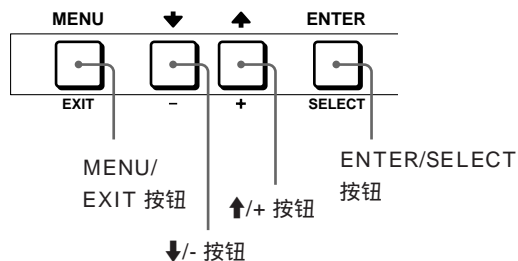 MENU ↓ ↑ ENTER
EXIT – + SELECT
MENU/
EXIT 按钮
ENTER/SELECT
按钮
↑/+ 按钮
↓/- 按钮